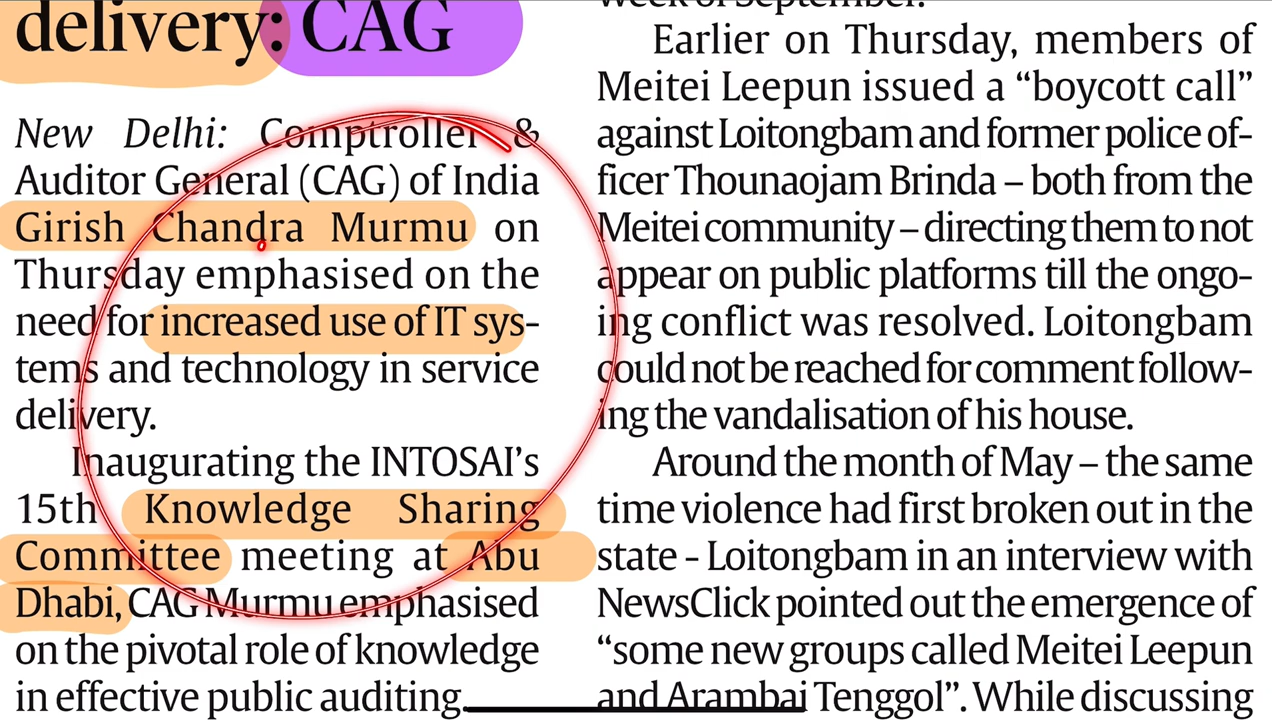 delivery: CAG
New Delhi: Comptroller &
Auditor General (CAG) of India
Girish Chandra Murmu on
Thursday emphasised on the
need for increased use of IT sys-
tems and technology in service
delivery.
Inaugurating the INTOSAI's
15th Knowledge Sharing
Committee meeting at Abu
Dhabi, CAG Murmu emphasised
on the pivotal role of knowledge
in effective public auditing.
week of September.
Earlier on Thursday, members of
Meitei Leepun issued a “boycott call”
against Loitongbam and former police of-
ficer Thounaojam Brinda – both from the
Meitei community – directing them to not
appear on public platforms till the ongo-
ing conflict was resolved. Loitongbam
could not be reached for comment follow-
ing the vandalisation of his house.
Around the month of May – the same
time violence had first broken out in the
state - Loitongbam in an interview with
NewsClick pointed out the emergence of
“some new groups called Meitei Leepun
and Arambai Tenggol”. While discussing